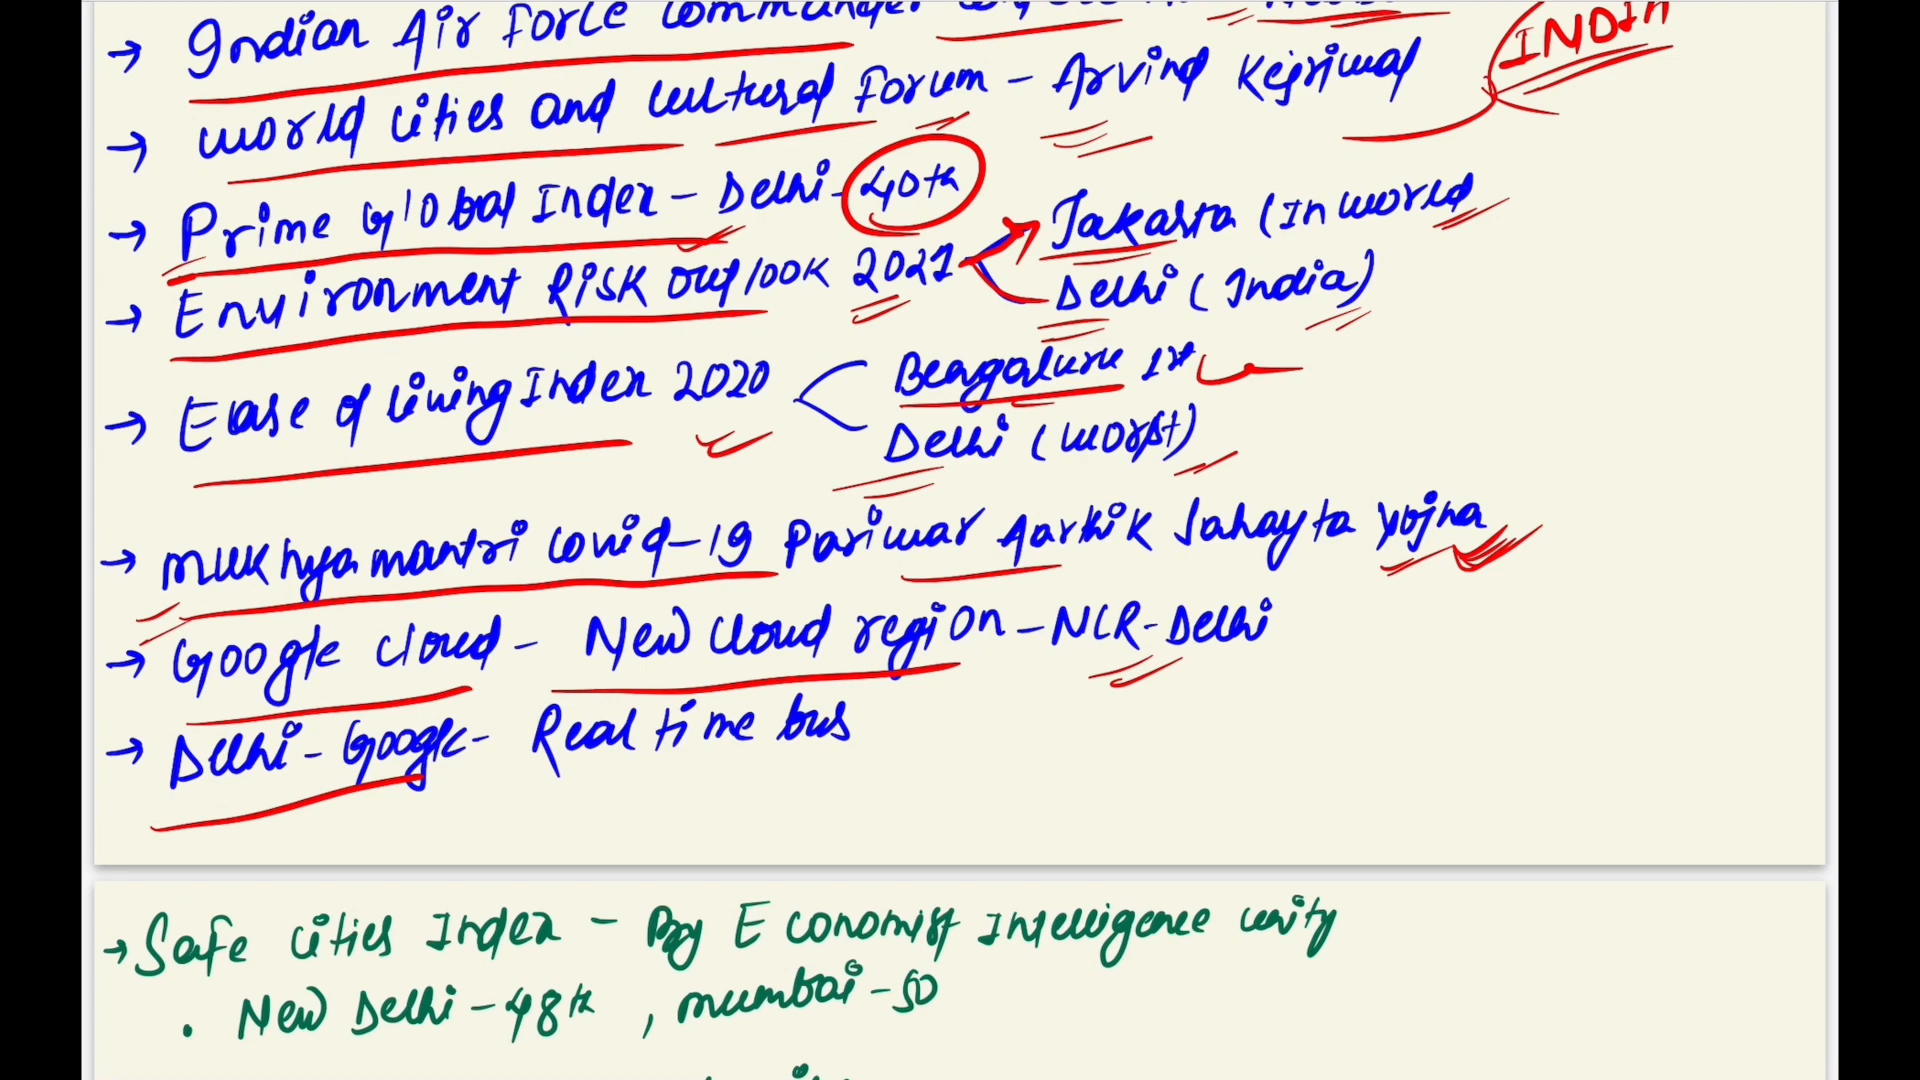 → Indian Air Force Commander
INDIA
→ World Cities and Cultural Forum - Arvind Kejriwal
→ Prime Global Index - Delhi - 40th
→ Environment Risk Outlook 2021 Jakarta (In world
Delhi (India)
→ Ease of Living Index 2020 Bengaluru 1st
Delhi (worst)
→ Mukhyamantri Covid-19 Pariwar Aarthik Sahayta Yojna
→ Google Cloud - New Cloud region - NCR-Delhi
→ Delhi - Google - Real time bus
→ Safe Cities Index - By Economist Intelligence Unity
. New Delhi - 48th , Mumbai - 50